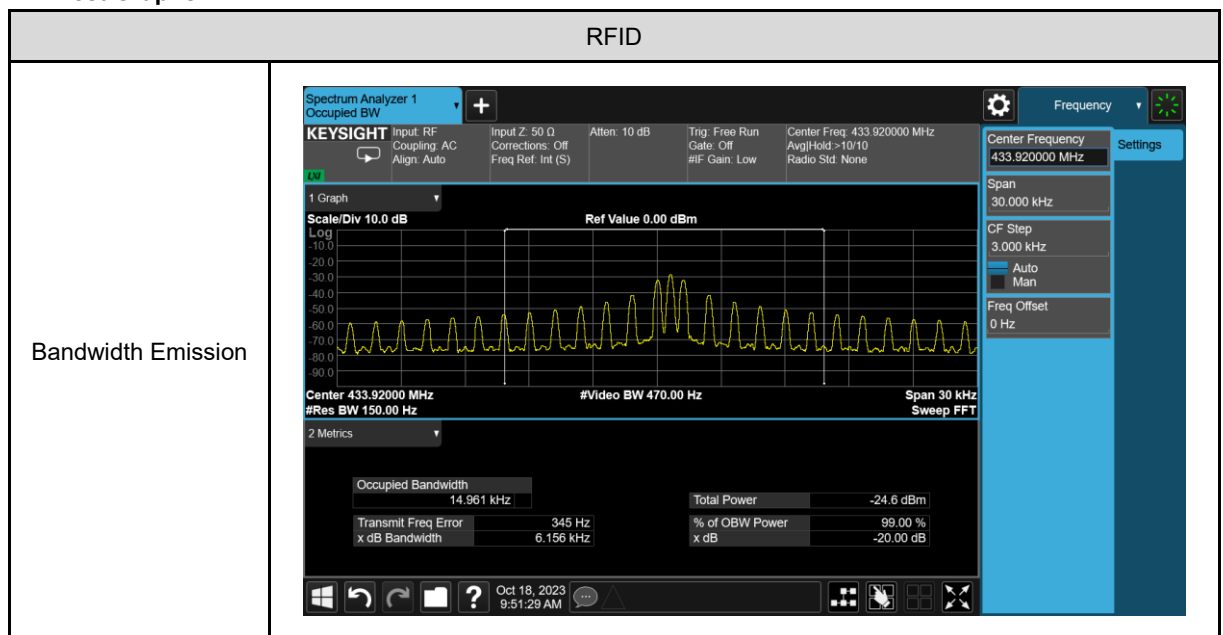 RFID
Bandwidth Emission
Spectrum Analyzer 1
Occupied BW
+
Frequency
KEYSIGHT
Input: RF
Coupling: AC
Align: Auto
Input Z: 50 Ω
Corrections: Off
Freq Ref: Int (S)
Atten: 10 dB
Trig: Free Run
Gate: Off
#IF Gain: Low
Center Freq: 433.920000 MHz
Avg|Hold:>10/10
Radio Std: None
LXI
Center Frequency
433.920000 MHz
Settings
Span
30.000 kHz
CF Step
3.000 kHz
Auto
Man
Freq Offset
0 Hz
1 Graph
Scale/Div 10.0 dB
Ref Value 0.00 dBm
Log
-10.0
-20.0
-30.0
-40.0
-50.0
-60.0
-70.0
-80.0
-90.0
Center 433.92000 MHz
#Video BW 470.00 Hz
Span 30 kHz
#Res BW 150.00 Hz
Sweep FFT
2 Metrics
Occupied Bandwidth
14.961 kHz
Total Power -24.6 dBm
Transmit Freq Error 345 Hz
% of OBW Power 99.00 %
x dB Bandwidth 6.156 kHz
x dB -20.00 dB
?
Oct 18, 2023
9:51:29 AM